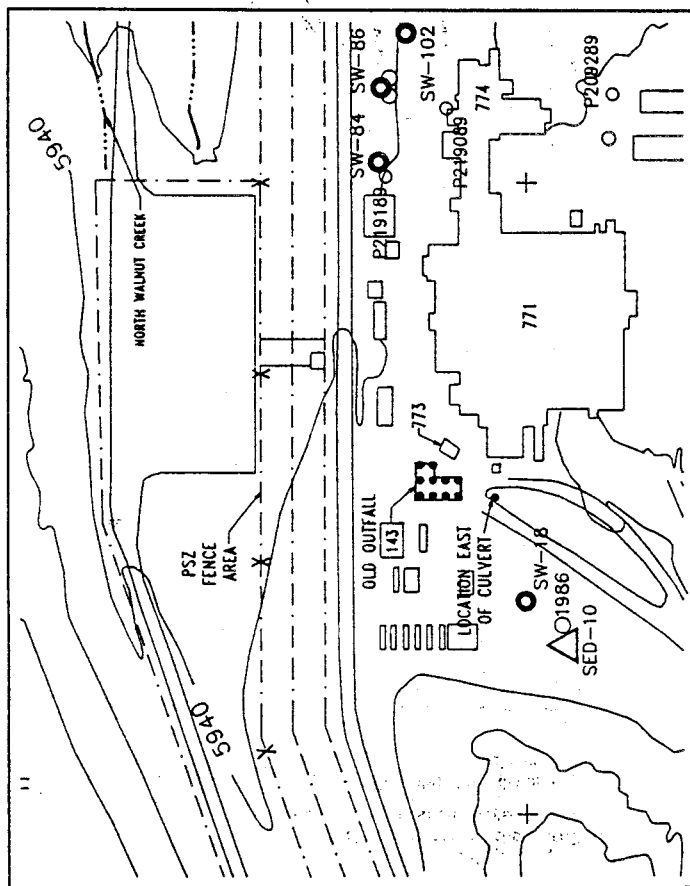 5940
NORTH WALNUT CREEK
SW-84
SW-86
SW-102
P219189
P219089
774
P209289
771
773
PSZ
FENCE
AREA
OLD OUTFALL
143
LOCATION EAST
OF CULVERT
SW-18
1986
SED-10
5940